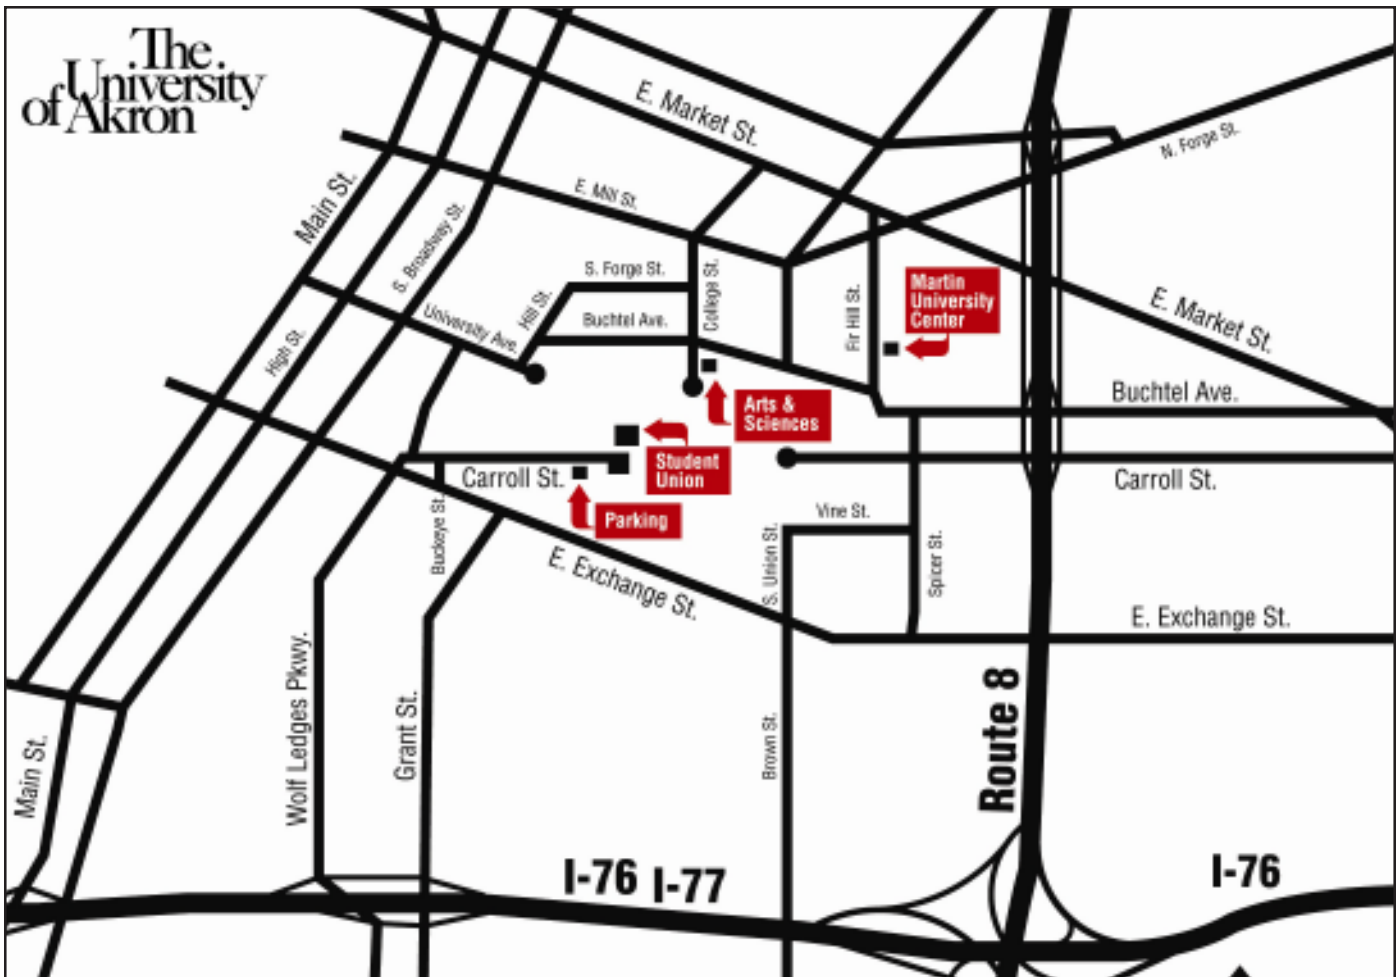 The
University
of Akron
E. Market St.
N. Forge St.
Main St.
E. Mill St.
S. Broadway St.
S. Forge St.
College St.
Hill St.
Buchtel Ave.
University Ave.
High St.
Fir Hill St.
Martin
University
Center
E. Market St.
Buchtel Ave.
Arts &
Sciences
Student
Union
Carroll St.
Carroll St.
Parking
Buckeye St.
Vine St.
S. Union St.
Spicer St.
E. Exchange St.
E. Exchange St.
Wolf Ledges Pkwy.
Grant St.
Brown St.
Route 8
Main St.
I-76 I-77
I-76